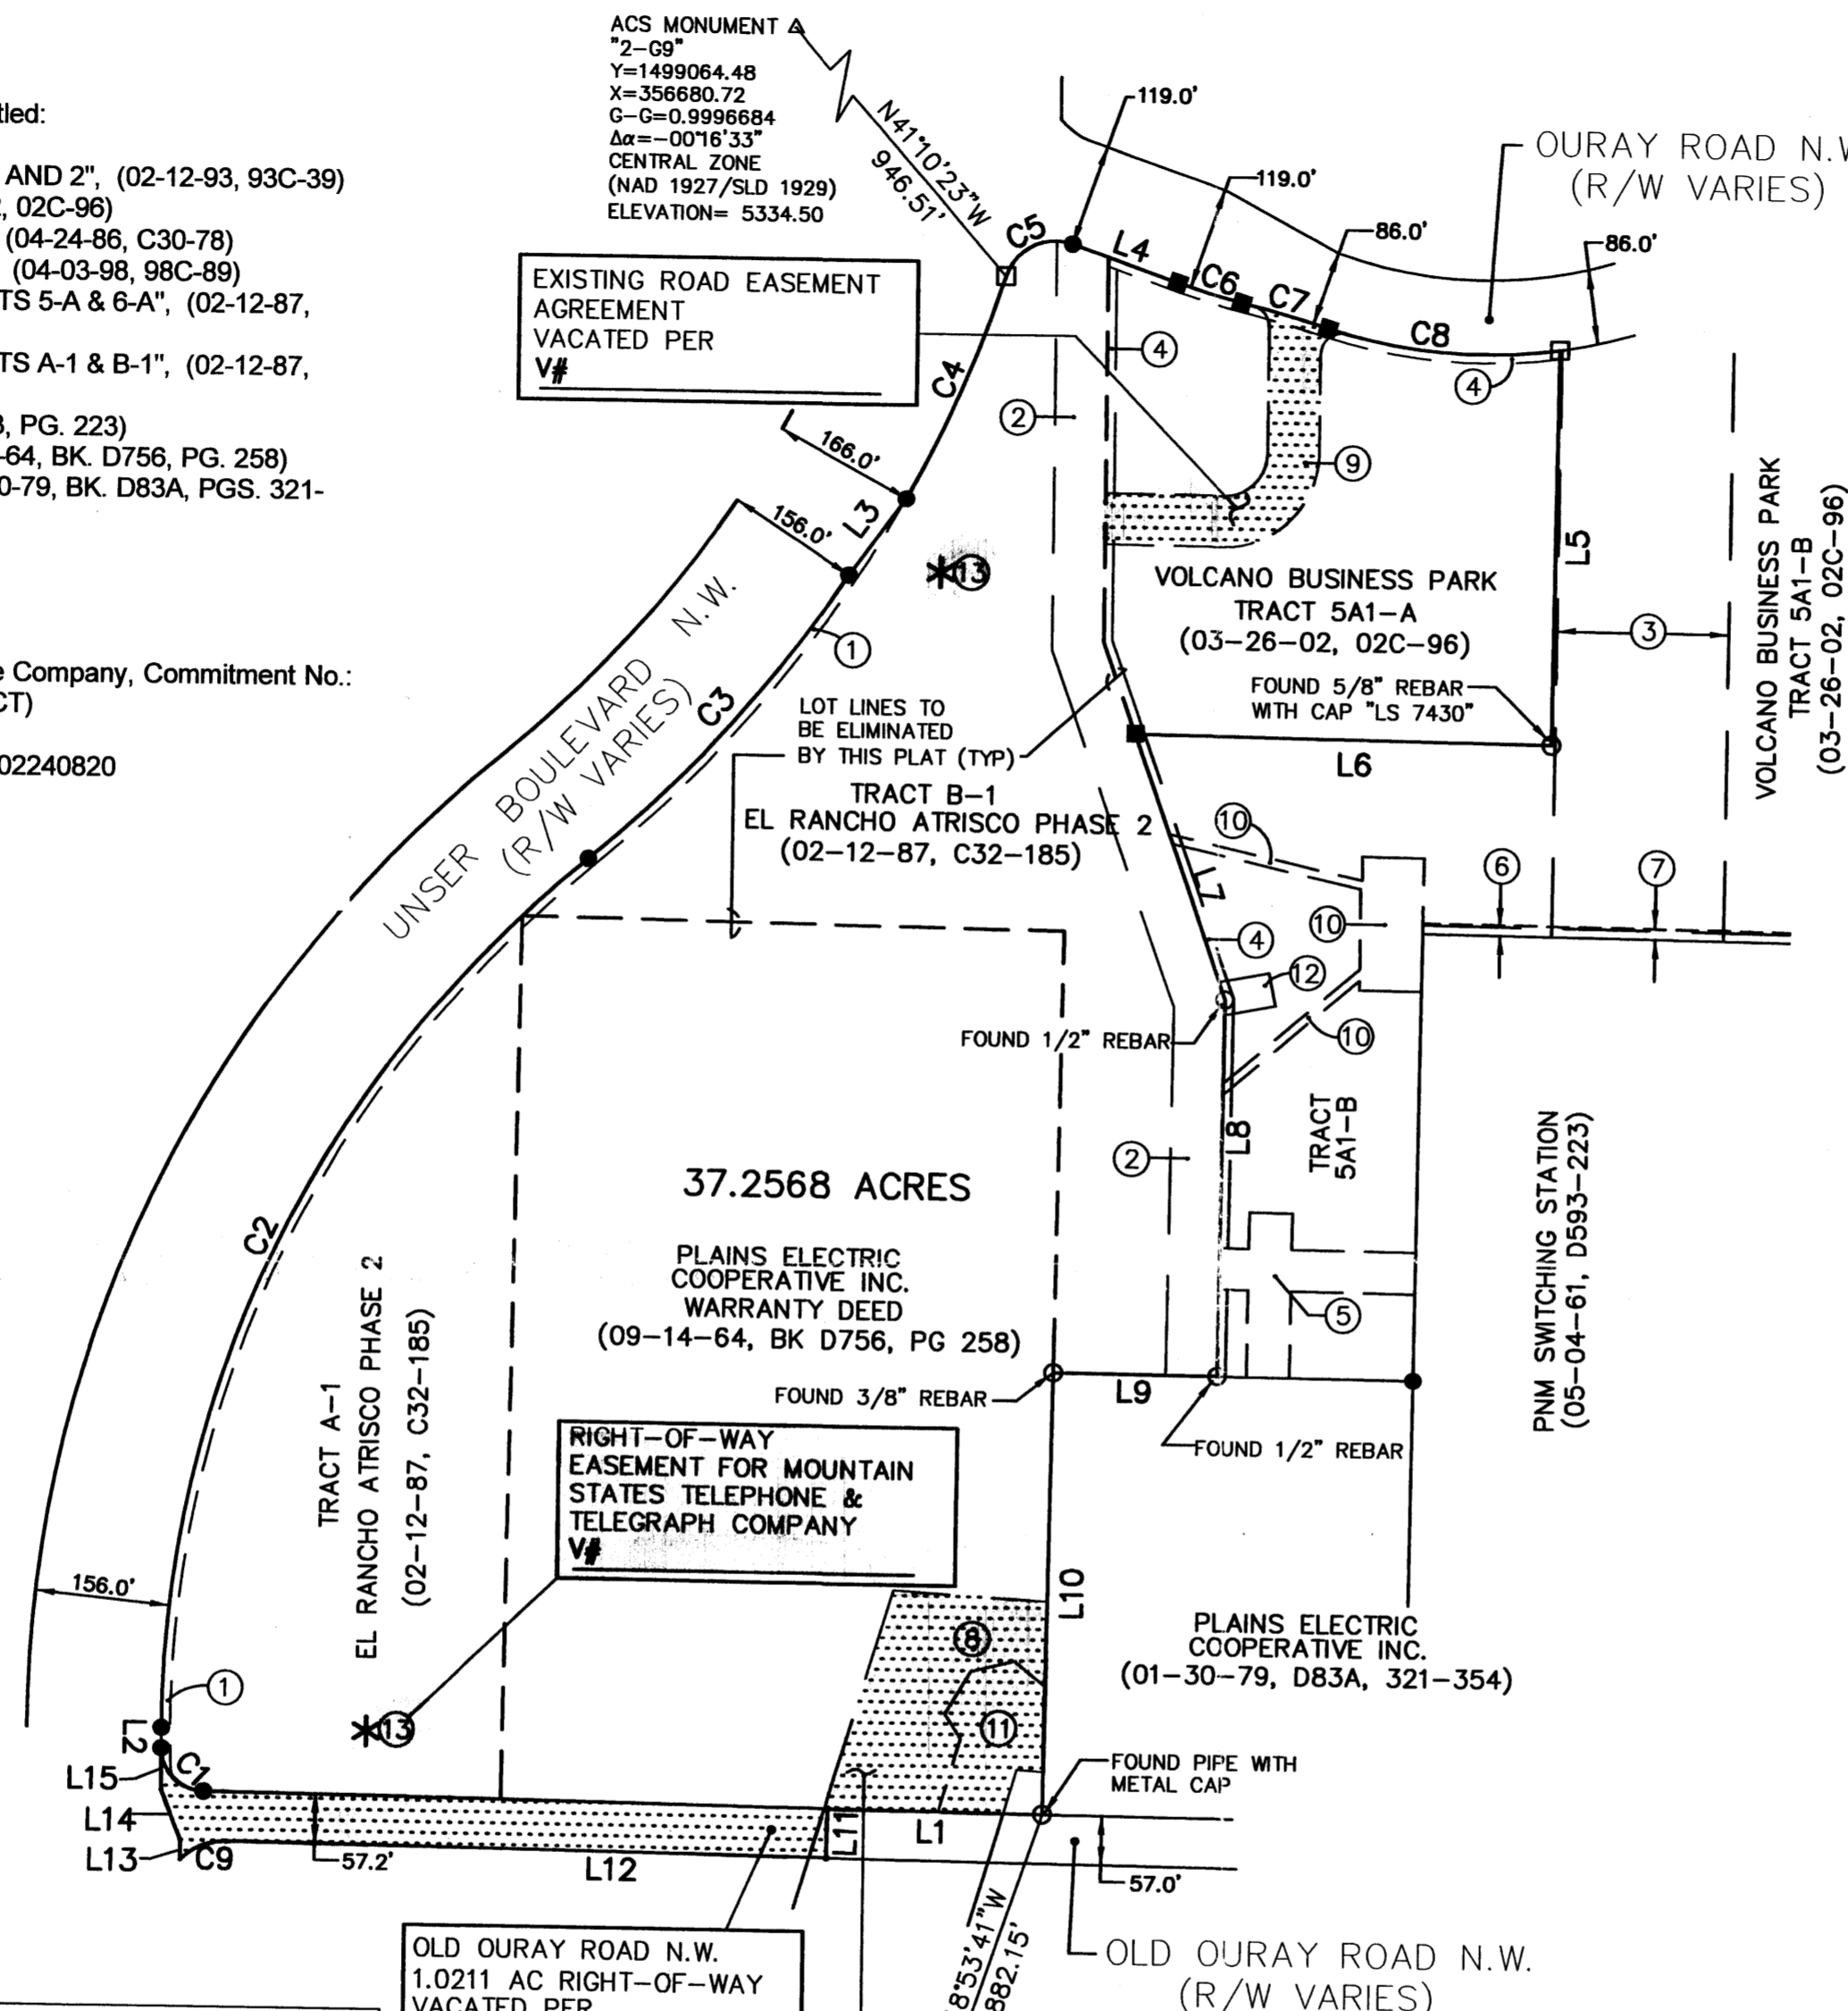 ACS MONUMENT
"2-G9"
Y=1499064.48
X=356680.72
G-G=0.9996684
Δα=-00°16'33"
CENTRAL ZONE
(NAD 1927/SLD 1929)
ELEVATION= 5334.50
N41°10'23"W
946.51'
AND 2", (02-12-93, 93C-39)
, 02C-96)
(04-24-86, C30-78)
(04-03-98, 98C-89)
TS 5-A & 6-A", (02-12-87,
TS A-1 & B-1", (02-12-87,
, PG. 223)
-64, BK. D756, PG. 258)
0-79, BK. D83A, PGS. 321-
Company, Commitment No.:
CT)
02240820
119.0'
119.0'
86.0'
86.0'
OURAY ROAD N.W
(R/W VARIES)
C5
L4
C6
C7
C8
EXISTING ROAD EASEMENT
AGREEMENT
VACATED PER
V#
4
4
2
9
C4
166.0'
156.0'
L3
13
1
C3
L5
3
VOLCANO BUSINESS PARK
TRACT 5A1-A
(03-26-02, 02C-96)
VOLCANO BUSINESS PARK
TRACT 5A1-B
(03-26-02, 02C-96)
FOUND 5/8" REBAR
WITH CAP "LS 7430"
LOT LINES TO
BE ELIMINATED
BY THIS PLAT (TYP)
L6
UNSER BOULEVARD N.W.
(R/W VARIES)
TRACT B-1
EL RANCHO ATRISCO PHASE 2
(02-12-87, C32-185)
10
6
7
L7
10
4
12
10
FOUND 1/2" REBAR
TRACT
5A1-B
L8
2
PNM SWITCHING STATION
(05-04-61, D593-223)
37.2568 ACRES
C2
PLAINS ELECTRIC
COOPERATIVE INC.
WARRANTY DEED
(09-14-64, BK D756, PG 258)
5
TRACT A-1
EL RANCHO ATRISCO PHASE 2
(02-12-87, C32-185)
FOUND 3/8" REBAR
L9
FOUND 1/2" REBAR
RIGHT-OF-WAY
EASEMENT FOR MOUNTAIN
STATES TELEPHONE &
TELEGRAPH COMPANY
V#
156.0'
L10
8
11
PLAINS ELECTRIC
COOPERATIVE INC.
(01-30-79, D83A, 321-354)
1
13
L2
C1
L15
L14
L13
C9
57.2'
L12
L11
L1
FOUND PIPE WITH
METAL CAP
57.0'
8°53'41"W
882.15'
OLD OURAY ROAD N.W.
(R/W VARIES)
OLD OURAY ROAD N.W.
1.0211 AC RIGHT-OF-WAY
VACATED PER